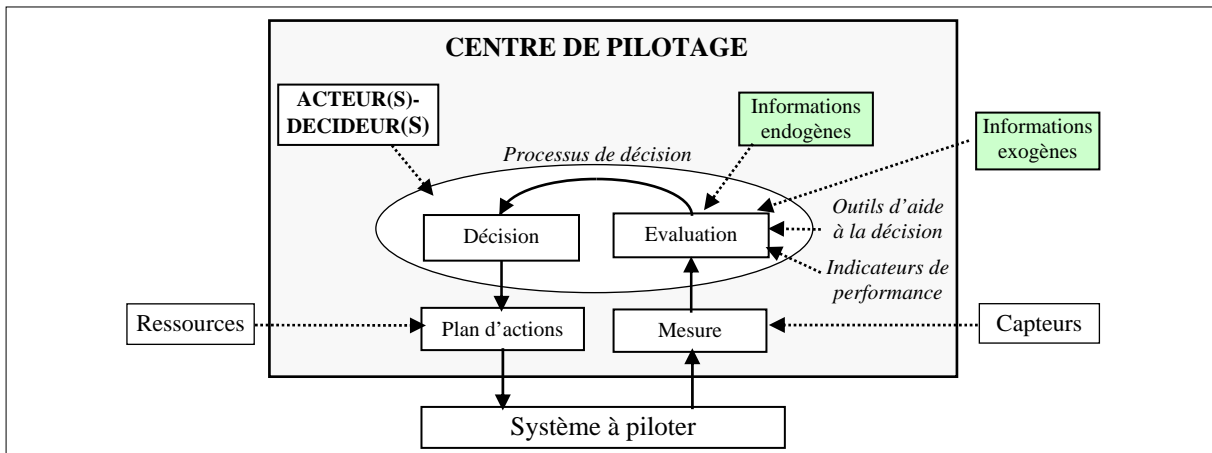 CENTRE DE PILOTAGE
ACTEUR(S)-
DECIDEUR(S)
Informations
endogènes
Informations
exogènes
Processus de décision
Outils d'aide
à la décision
Décision
Evaluation
Indicateurs de
performance
Ressources
Plan d'actions
Mesure
Capteurs
Système à piloter